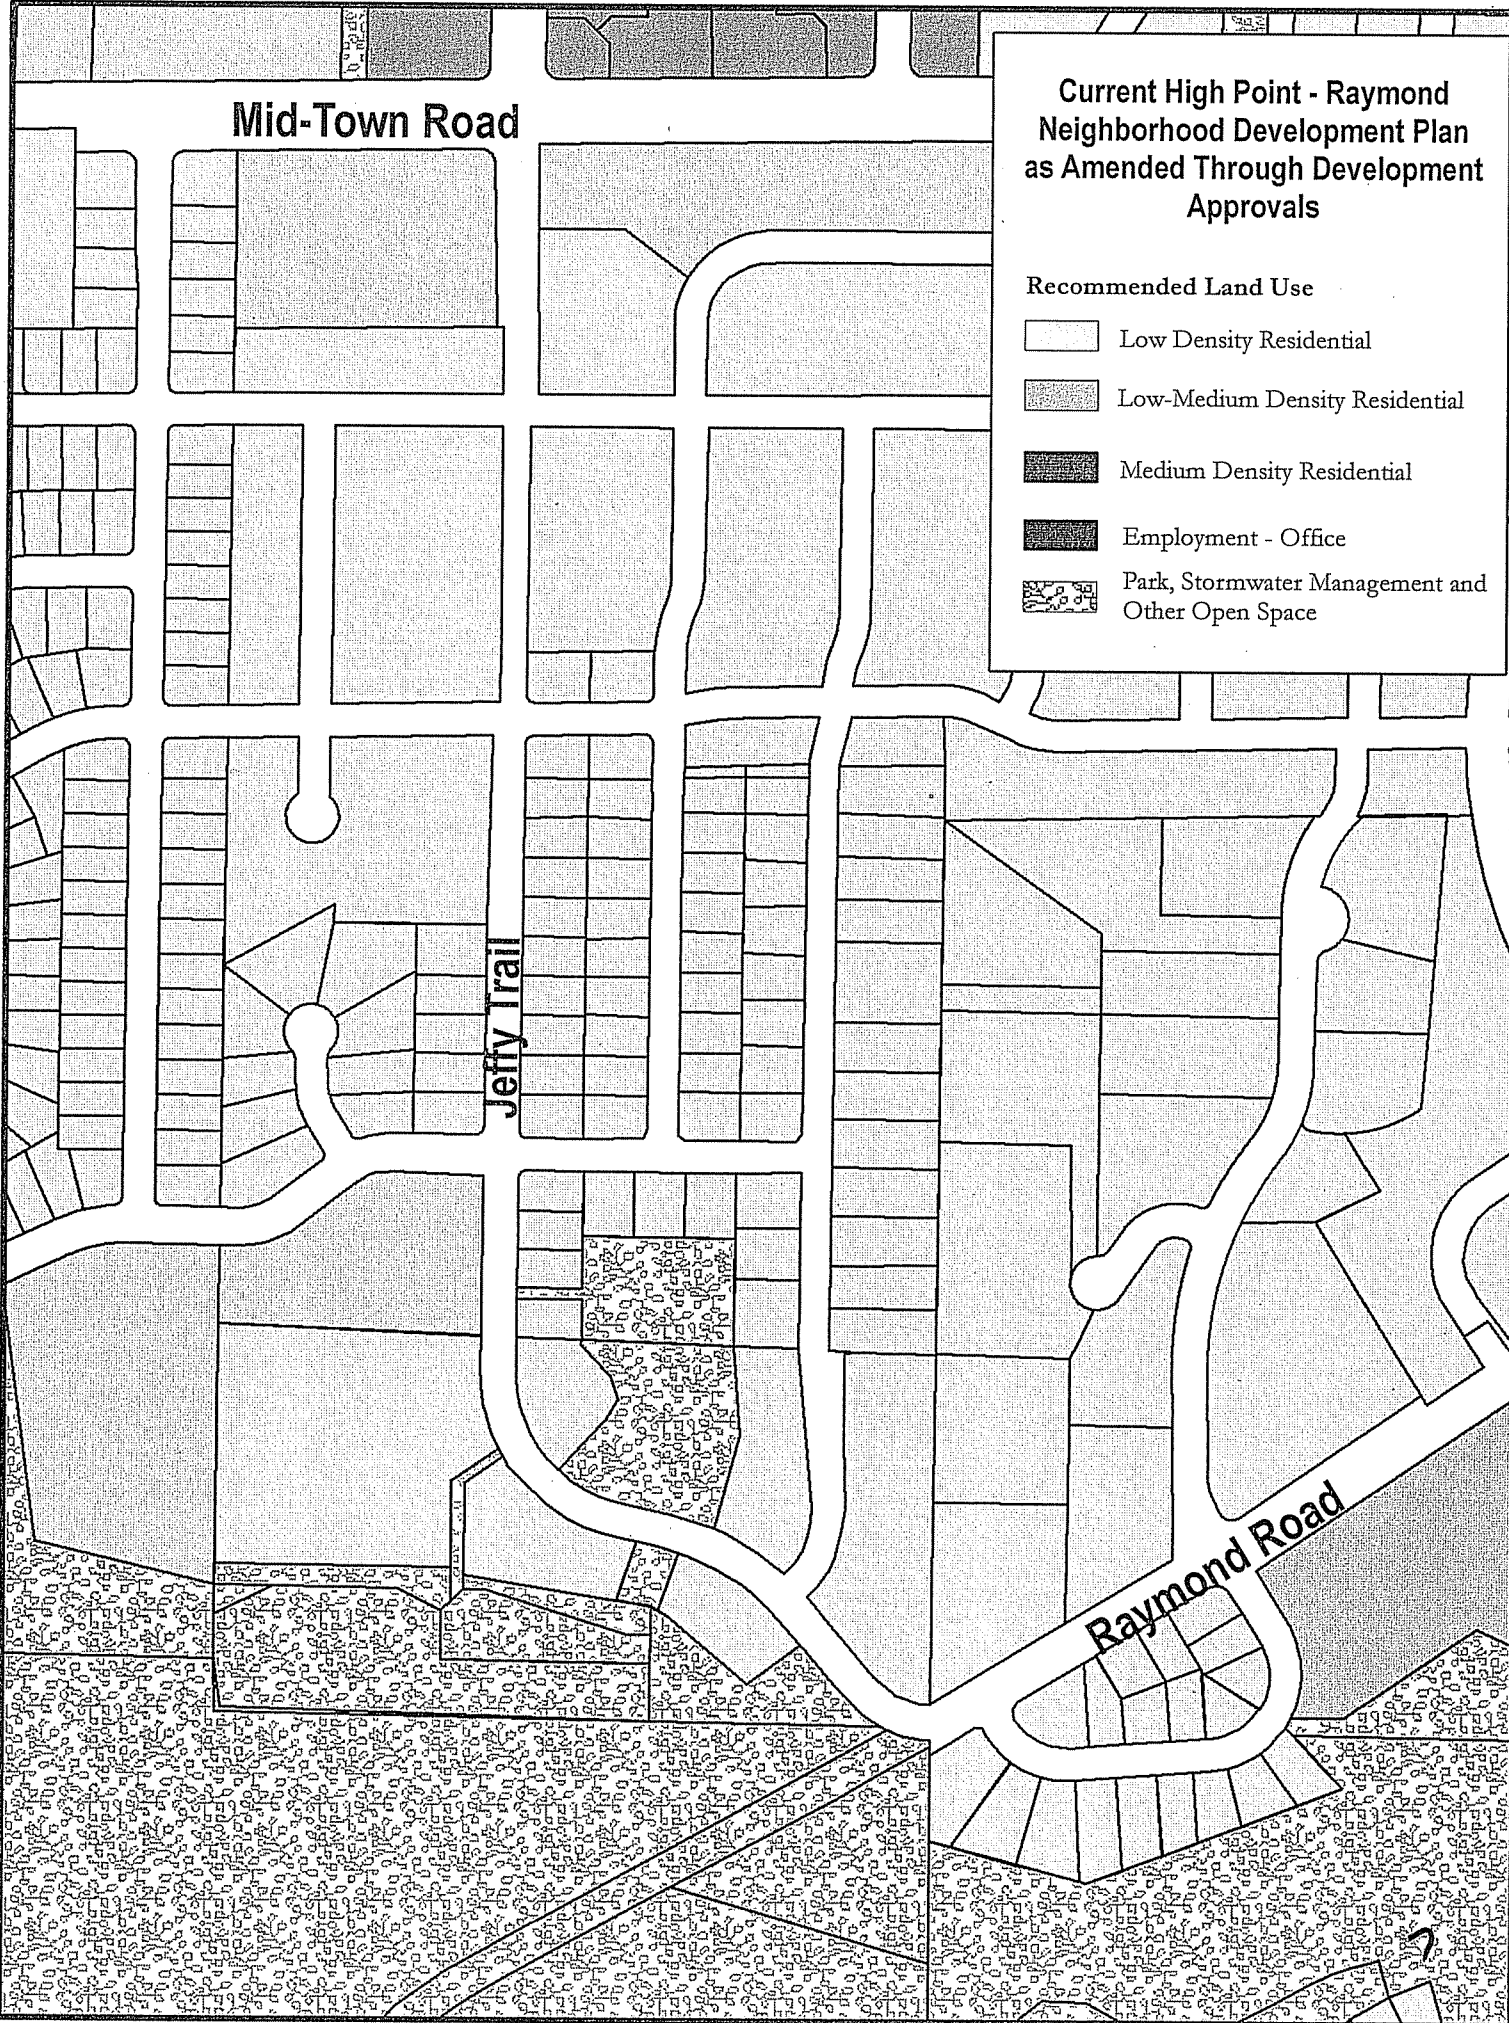 Mid-Town Road
Current High Point - Raymond
Neighborhood Development Plan
as Amended Through Development
Approvals
Recommended Land Use
Low Density Residential
Low-Medium Density Residential
Medium Density Residential
Employment - Office
Park, Stormwater Management and
Other Open Space
Jeffy Trail
Raymond Road